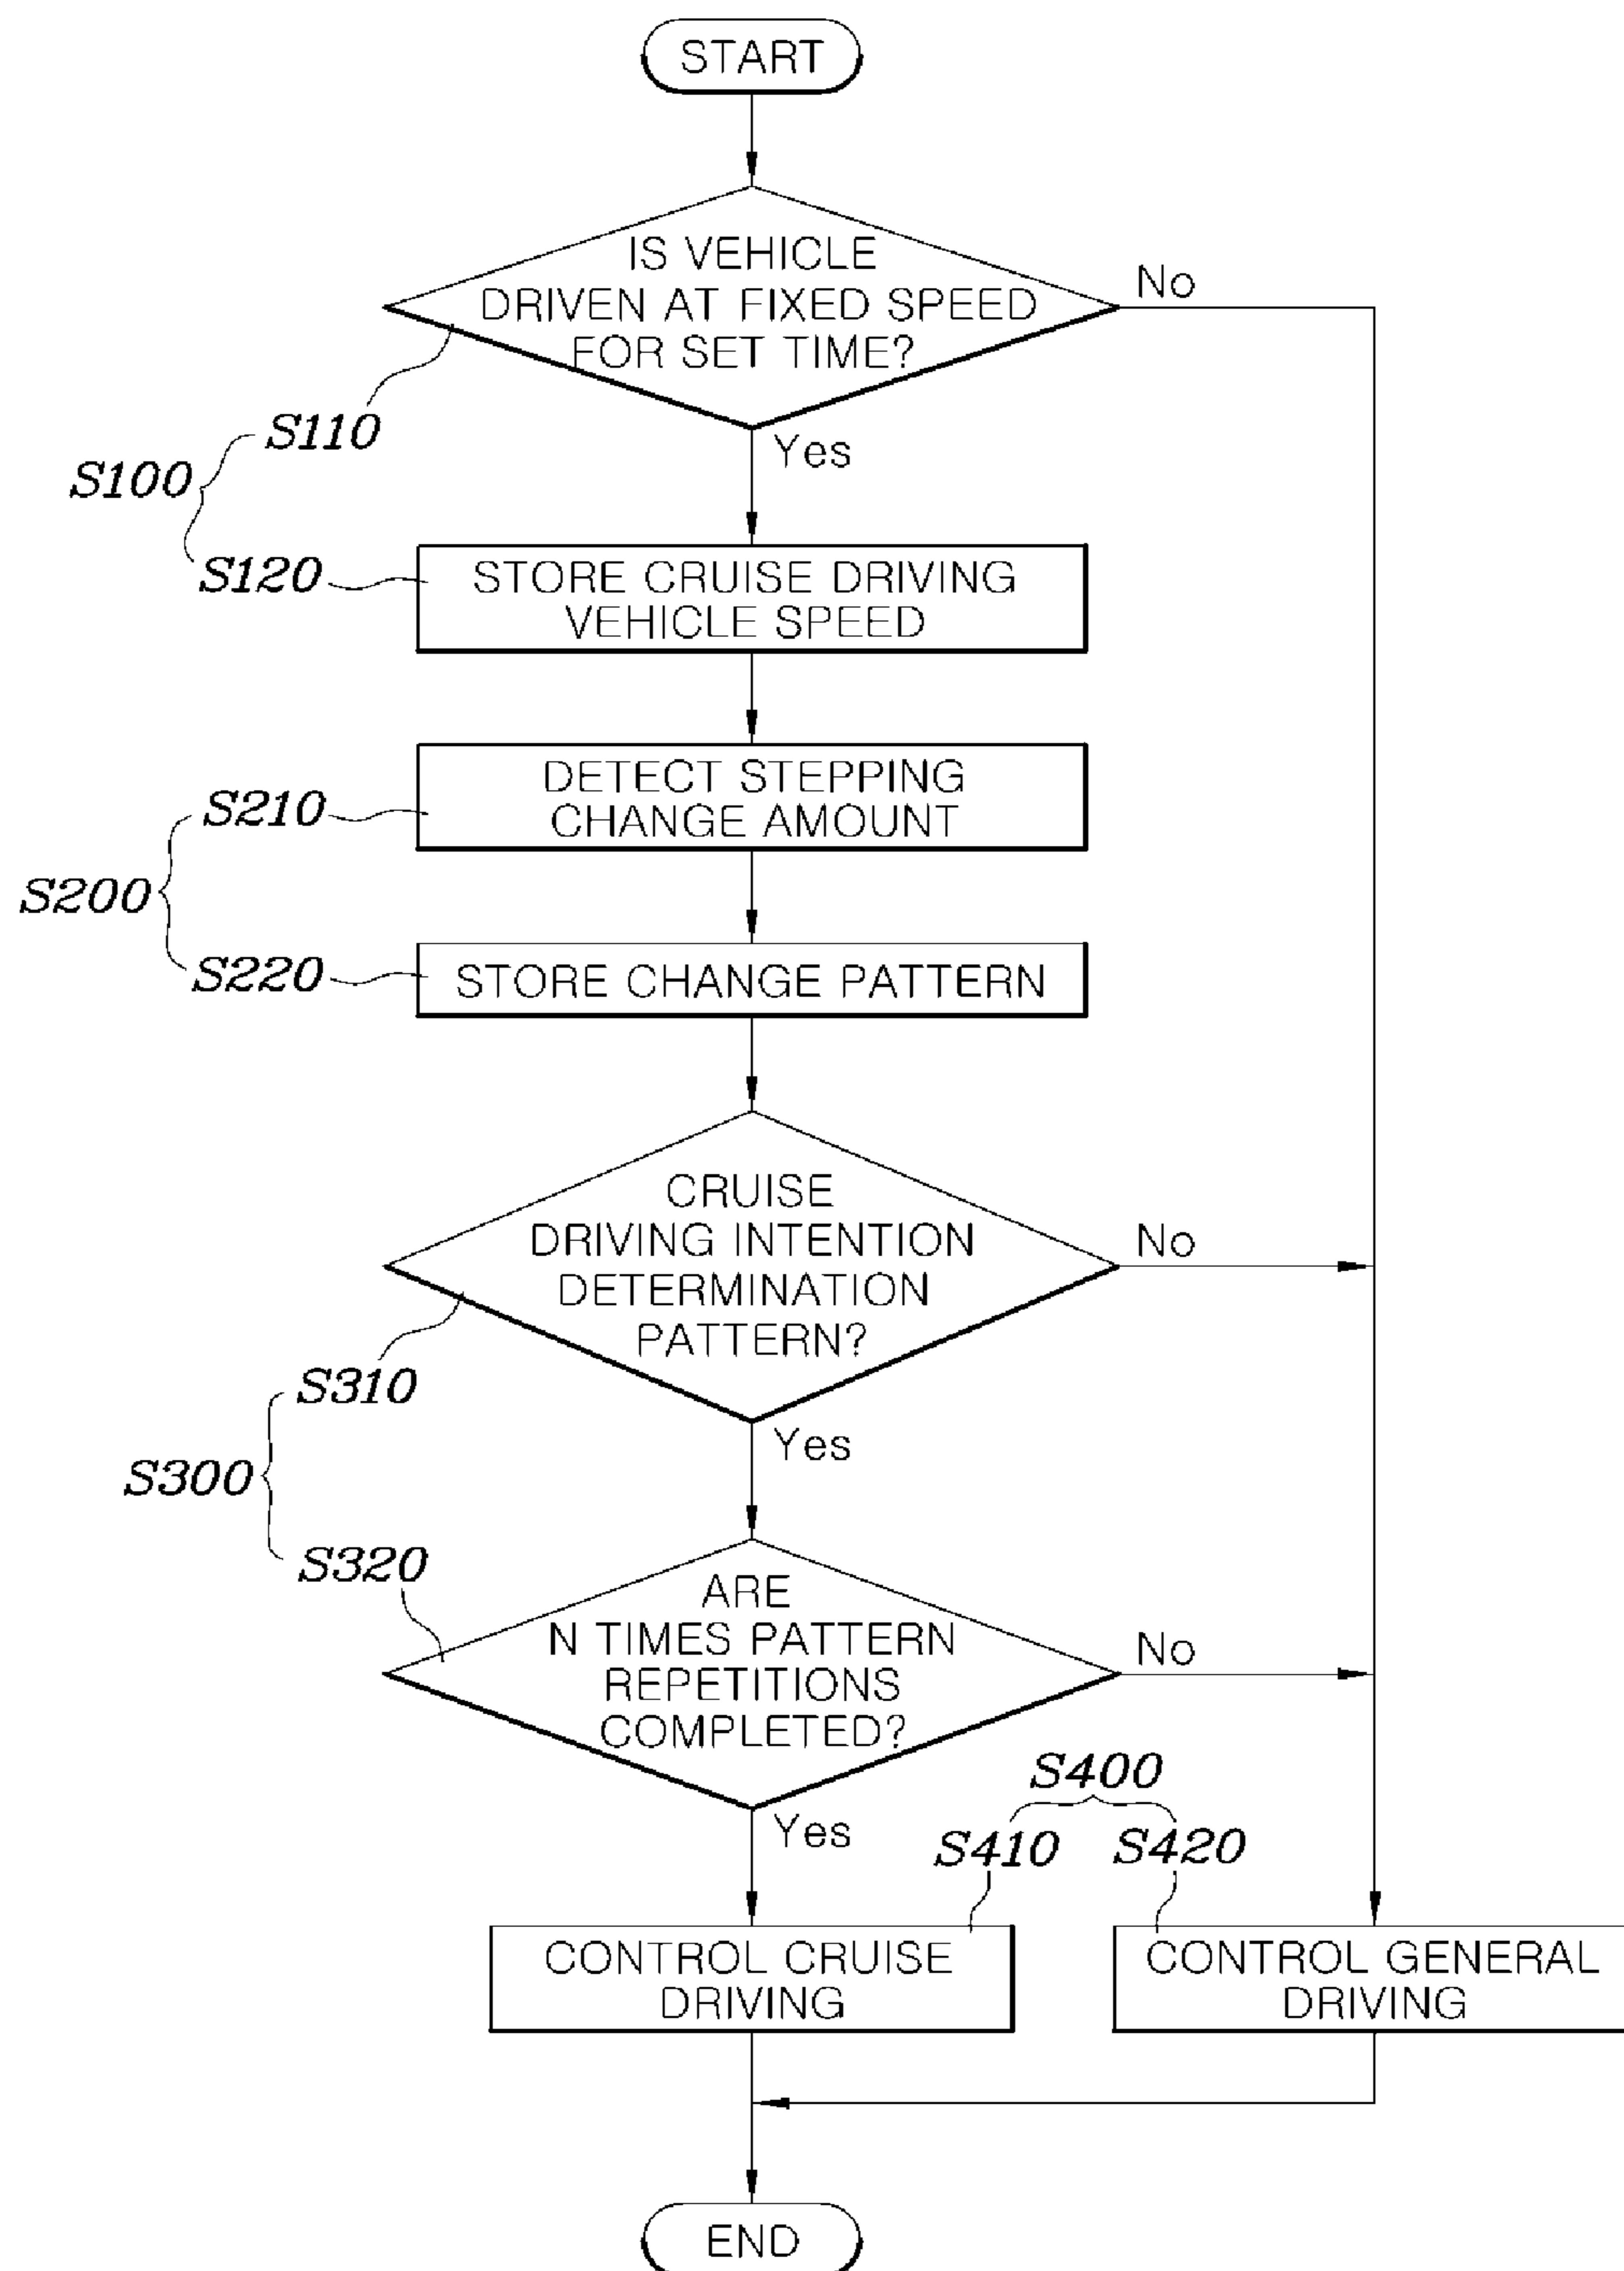 START
IS VEHICLE
DRIVEN AT FIXED SPEED
FOR SET TIME?
No
S110
Yes
S100
S120
STORE CRUISE DRIVING
VEHICLE SPEED
DETECT STEPPING
CHANGE AMOUNT
S210
S200
S220
STORE CHANGE PATTERN
CRUISE
DRIVING INTENTION
DETERMINATION
PATTERN?
No
S310
Yes
S300
S320
ARE
N TIMES PATTERN
REPETITIONS
COMPLETED?
No
Yes
S400
S410
S420
CONTROL CRUISE
DRIVING
CONTROL GENERAL
DRIVING
END